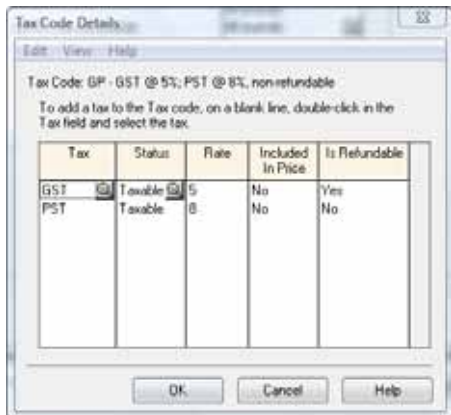 Tax Code Details
Edit View Help
Tax Code: GP - GST @ 5%; PST @ 8%, non-refundable
To add a tax to the Tax code, on a blank line, double-click in the
Tax field and select the tax.
Tax Status Rate Included In Price Is Refundable
GST Taxable 5 No Yes
PST Taxable 8 No No
OK Cancel Help